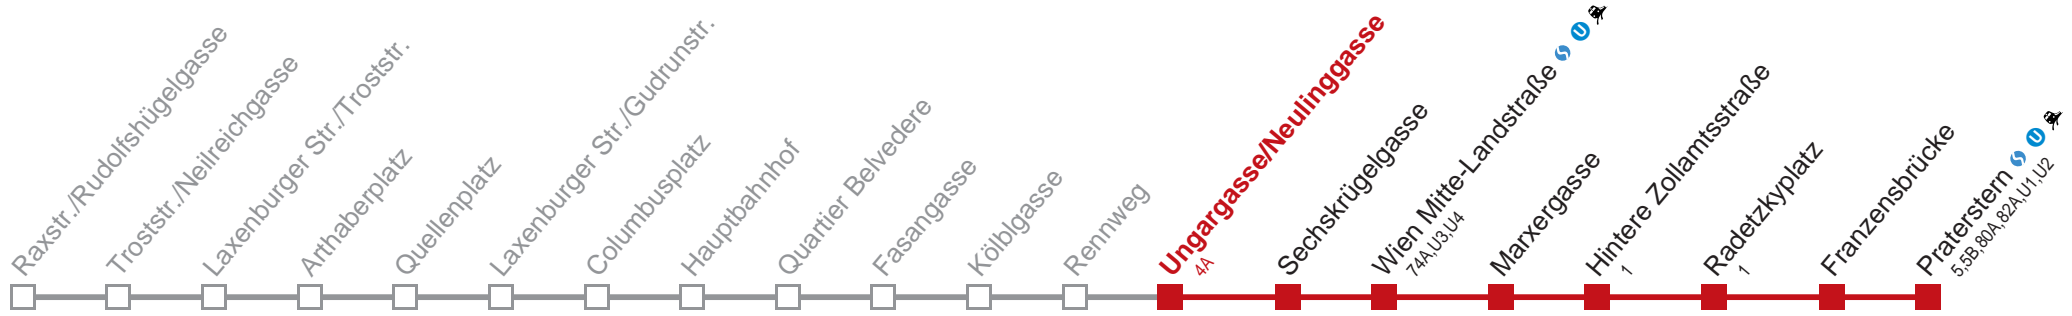 Raxstr./Rudolfshügelgasse
Troststr./Neilreichgasse
Laxenburger Str./Troststr.
Arthaberplatz
Quellenplatz
Laxenburger Str./Gudrunstr.
Columbusplatz
Hauptbahnhof
Quartier Belvedere
Fasangasse
Kölblgasse
Rennweg
Ungargasse/Neulinggasse
4A
Sechskrügelgasse
Wien Mitte-Landstraße S U
74A,U3,U4
Marxergasse
Hintere Zollamtsstraße
1
Radetzkyplatz
1
Franzensbrücke
Praterstern S U
5,5B,80A,82A,U1,U2